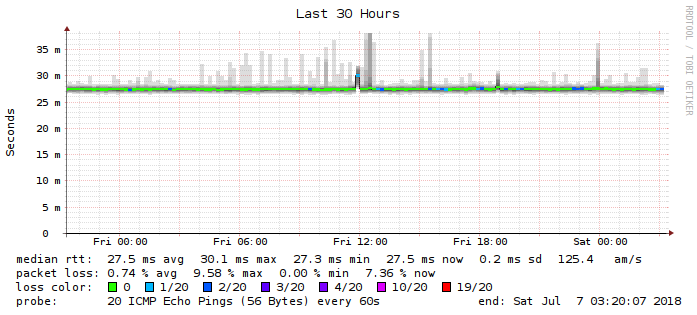 Last 30 Hours
RRDTOOL / TOBI OETIKER
Seconds
35 m
30 m
25 m
20 m
15 m
10 m
5 m
0
Fri 00:00 Fri 06:00 Fri 12:00 Fri 18:00 Sat 00:00
median rtt: 27.5 ms avg 30.1 ms max 27.3 ms min 27.5 ms now 0.2 ms sd 125.4 am/s
packet loss: 0.74 % avg 9.58 % max 0.00 % min 7.36 % now
loss color: 0 1/20 2/20 3/20 4/20 10/20 19/20
probe: 20 ICMP Echo Pings (56 Bytes) every 60s end: Sat Jul 7 03:20:07 2018